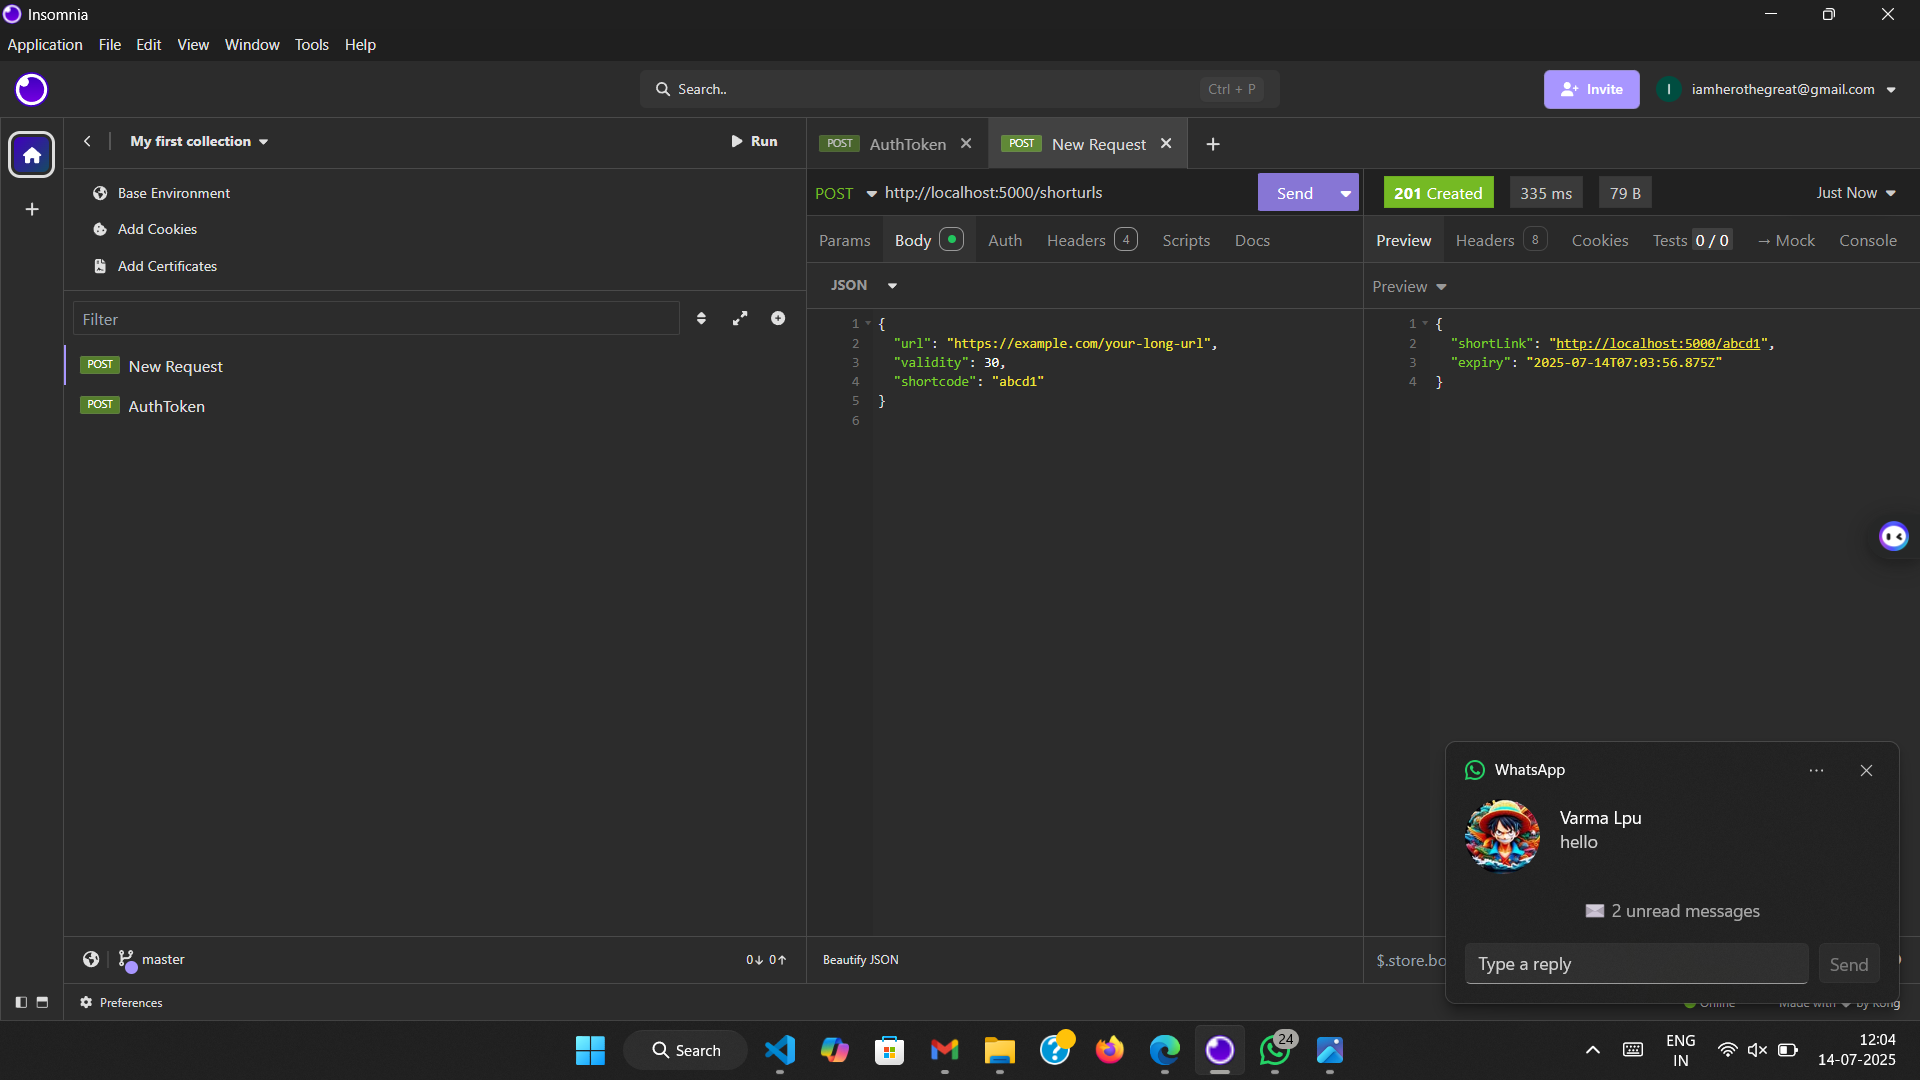 Insomnia
Application File Edit View Window Tools Help
Search.. Ctrl + P
Invite
I iamherothegreat@gmail.com
My first collection
Run
Base Environment
Add Cookies
Add Certificates
Filter
POST New Request
POST AuthToken
POST AuthToken
POST New Request
POST http://localhost:5000/shorturls
Send
Params Body Auth Headers 4 Scripts Docs
JSON
1 {
2 "url": "https://example.com/your-long-url",
3 "validity": 30,
4 "shortcode": "abcd1"
5 }
6
201 Created 335 ms 79 B Just Now
Preview Headers 8 Cookies Tests 0 / 0 → Mock Console
Preview
1 {
2 "shortLink": "http://localhost:5000/abcd1",
3 "expiry": "2025-07-14T07:03:56.875Z"
4 }
WhatsApp
Varma Lpu
hello
2 unread messages
Type a reply
Send
master 0↓ 0↑
Beautify JSON
$.store.bo
Preferences
Online Made with by Kong
Search
24
ENG
IN
12:04
14-07-2025